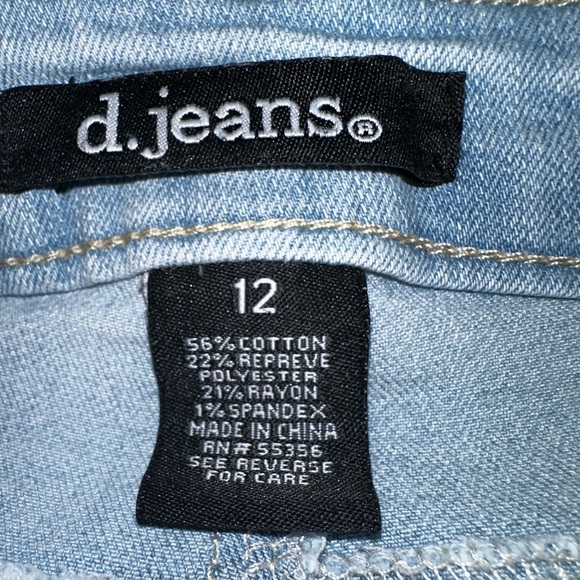 d.jeans®
12
56% COTTON
22% REPREVE
POLYESTER
21% RAYON
1% SPANDEX
MADE IN CHINA
RN# 55356
SEE REVERSE
FOR CARE